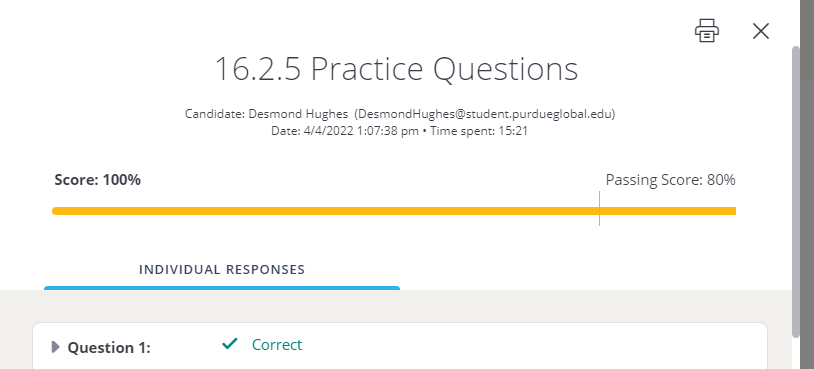 16.2.5 Practice Questions
Candidate: Desmond Hughes (DesmondHughes@student.purdueglobal.edu)
Date: 4/4/2022 1:07:38 pm • Time spent: 15:21
Score: 100%
Passing Score: 80%
INDIVIDUAL RESPONSES
Question 1: Correct